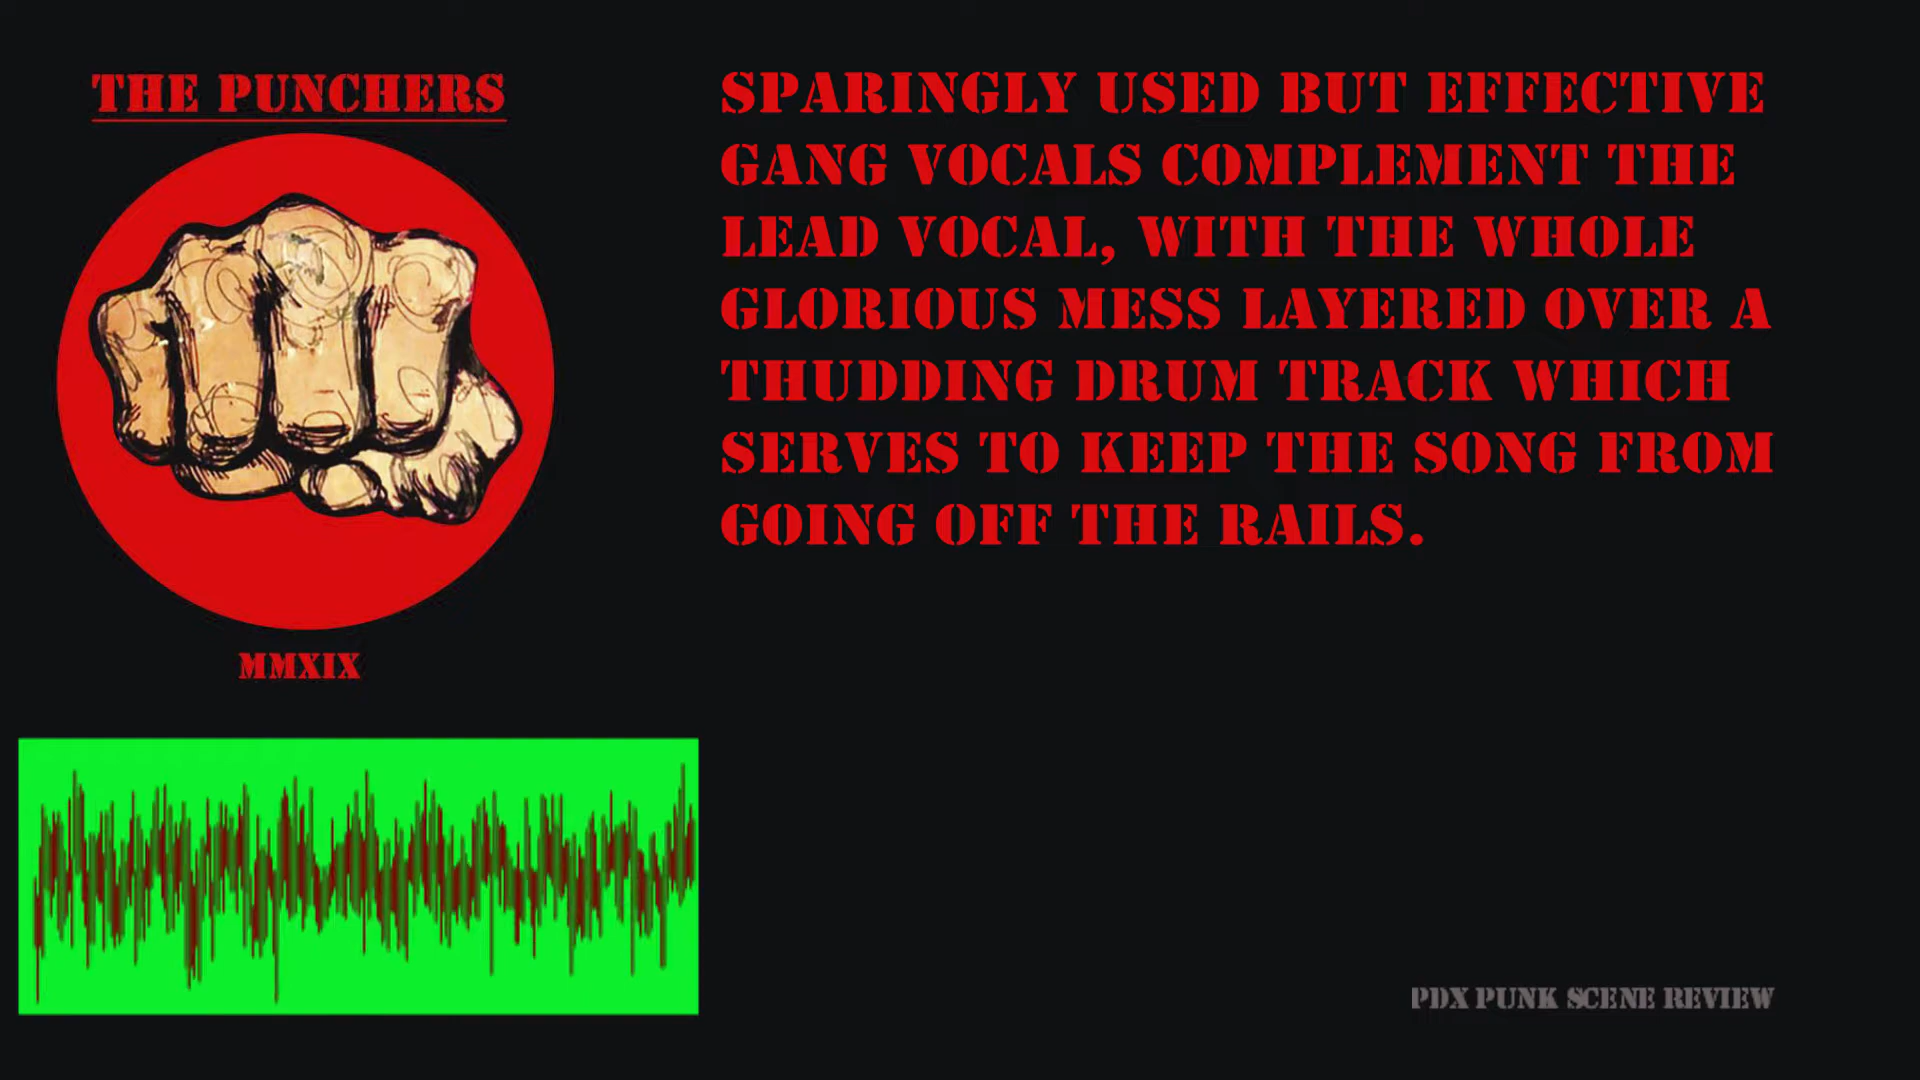 THE PUNCHERS
MMXIX
SPARINGLY USED BUT EFFECTIVE
GANG VOCALS COMPLEMENT THE
LEAD VOCAL, WITH THE WHOLE
GLORIOUS MESS LAYERED OVER A
THUDDING DRUM TRACK WHICH
SERVES TO KEEP THE SONG FROM
GOING OFF THE RAILS.
PDX PUNK SCENE REVIEW